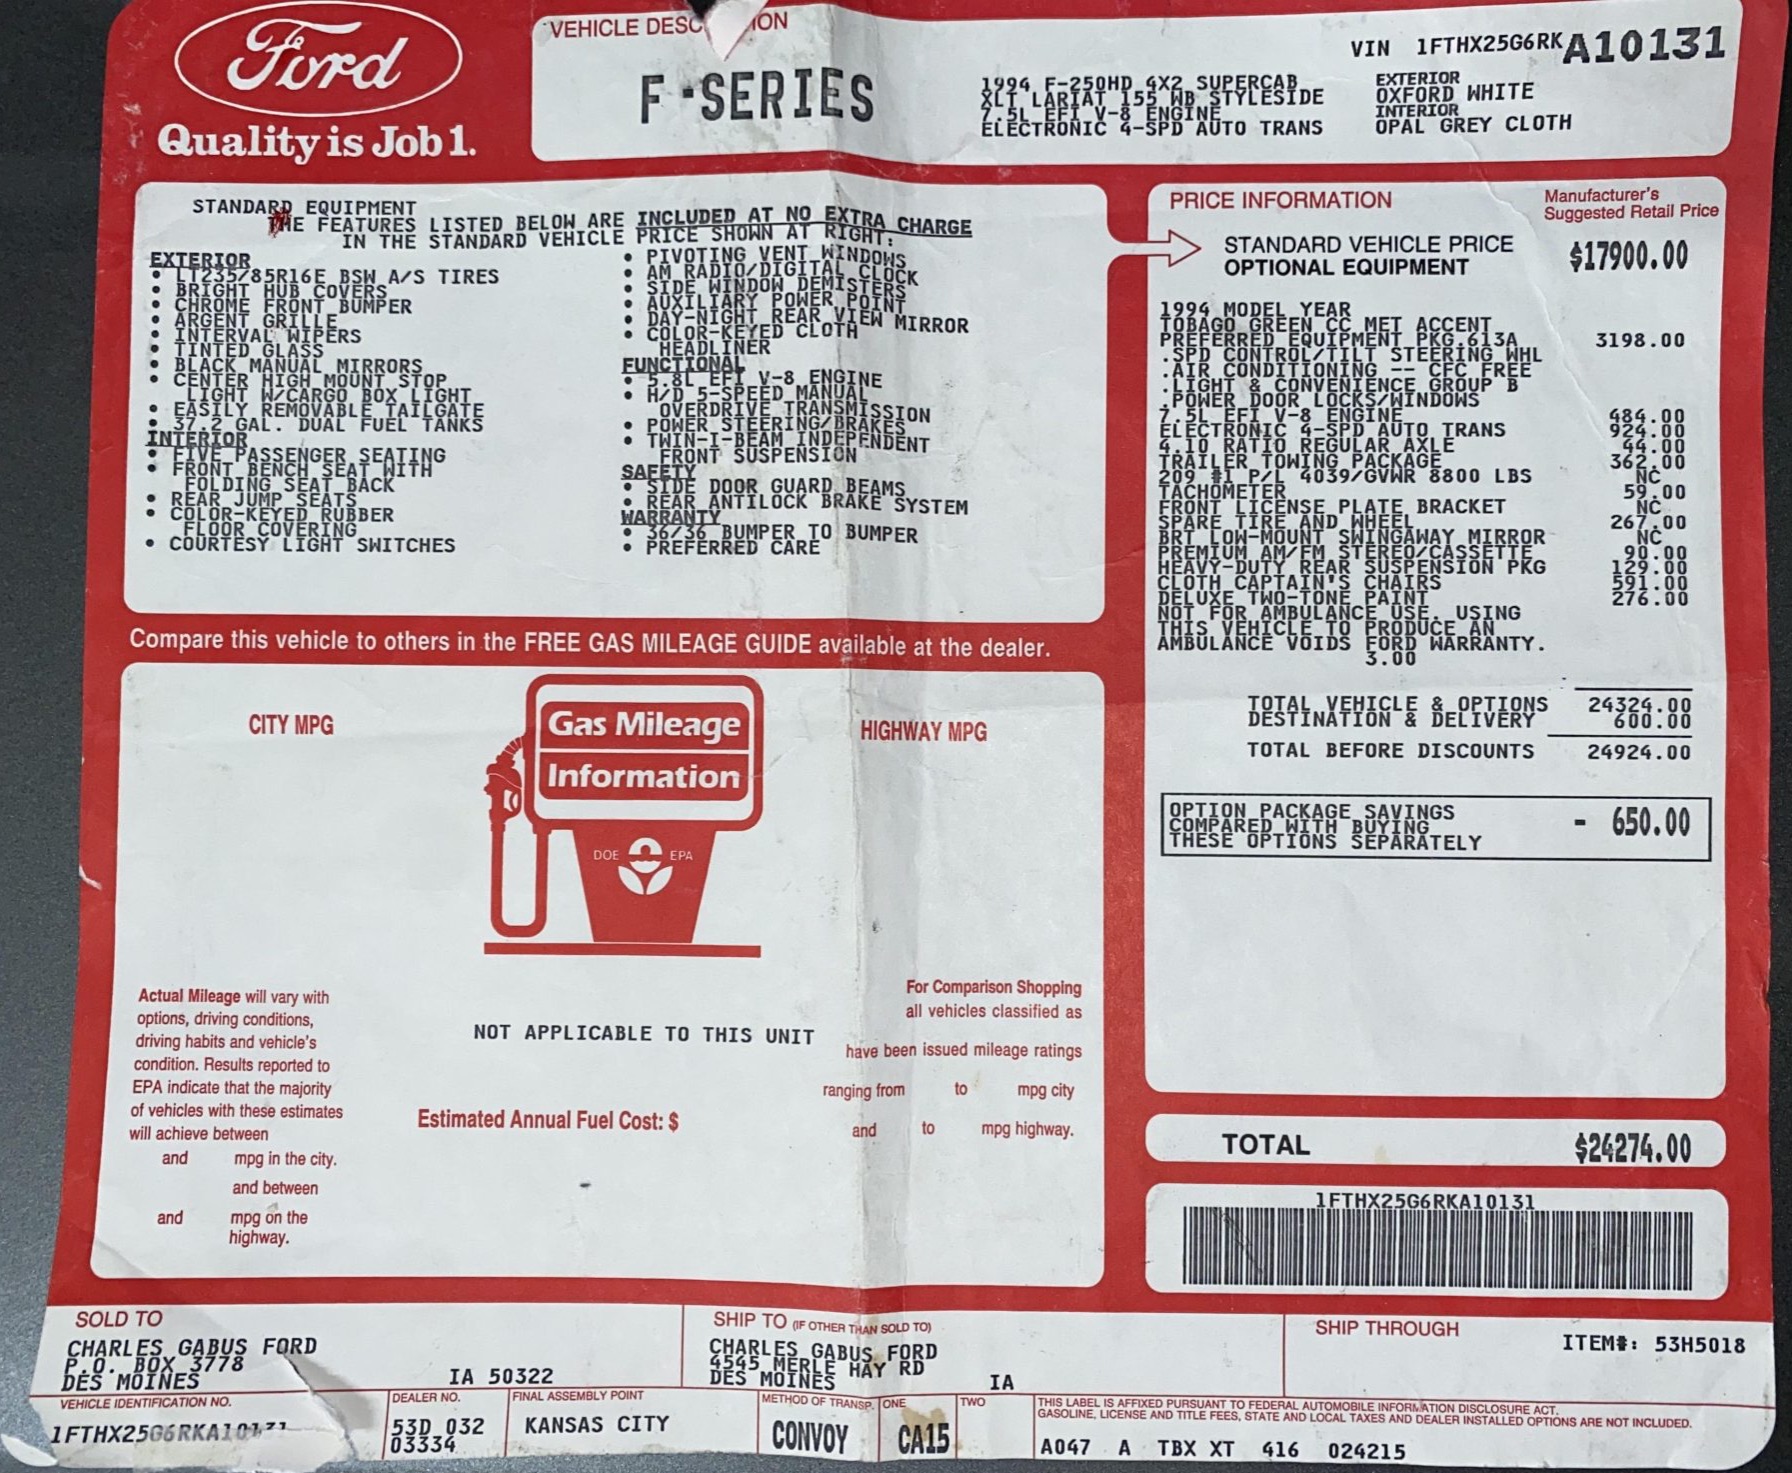 Ford
Quality is Job 1.
VEHICLE DESC ION
F-SERIES
1994 F-250HD 4X2 SUPERCAB
XLT LARIAT 155 WB STYLESIDE
7.5L EFI V-8 ENGINE
ELECTRONIC 4-SPD AUTO TRANS
VIN 1FTHX25G6RKA10131
EXTERIOR
OXFORD WHITE
INTERIOR
OPAL GREY CLOTH
STANDARD EQUIPMENT
THE FEATURES LISTED BELOW ARE INCLUDED AT NO EXTRA CHARGE
IN THE STANDARD VEHICLE PRICE SHOWN AT RIGHT:
EXTERIOR
• LT235/85R16E BSW A/S TIRES
• BRIGHT HUB COVERS
• CHROME FRONT BUMPER
• ARGENT GRILLE
• INTERVAL WIPERS
• TINTED GLASS
• BLACK MANUAL MIRRORS
• CENTER HIGH MOUNT STOP
LIGHT W/CARGO BOX LIGHT
• EASILY REMOVABLE TAILGATE
• 37.2 GAL. DUAL FUEL TANKS
INTERIOR
• FIVE PASSENGER SEATING
• FRONT BENCH SEAT WITH
FOLDING SEAT BACK
• REAR JUMP SEATS
• COLOR-KEYED RUBBER
FLOOR COVERING
• COURTESY LIGHT SWITCHES
• PIVOTING VENT WINDOWS
• AM RADIO/DIGITAL CLOCK
• SIDE WINDOW DEMISTERS
• AUXILIARY POWER POINT
• DAY-NIGHT REAR VIEW MIRROR
• COLOR-KEYED CLOTH
HEADLINER
FUNCTIONAL
• 5.8L EFI V-8 ENGINE
• H/D 5-SPEED MANUAL
OVERDRIVE TRANSMISSION
• POWER STEERING/BRAKES
• TWIN-I-BEAM INDEPENDENT
FRONT SUSPENSION
SAFETY
• SIDE DOOR GUARD BEAMS
• REAR ANTILOCK BRAKE SYSTEM
WARRANTY
• 36/36 BUMPER TO BUMPER
• PREFERRED CARE
PRICE INFORMATION
Manufacturer's
Suggested Retail Price
STANDARD VEHICLE PRICE $17900.00
OPTIONAL EQUIPMENT
1994 MODEL YEAR
TOBAGO GREEN CC MET ACCENT
PREFERRED EQUIPMENT PKG.613A 3198.00
.SPD CONTROL/TILT STEERING WHL
.AIR CONDITIONING -- CFC FREE
.LIGHT & CONVENIENCE GROUP B
.POWER DOOR LOCKS/WINDOWS
7.5L EFI V-8 ENGINE 484.00
ELECTRONIC 4-SPD AUTO TRANS 924.00
4.10 RATIO REGULAR AXLE 44.00
TRAILER TOWING PACKAGE 362.00
209 #1 P/L 4039/GVWR 8800 LBS NC
TACHOMETER 59.00
FRONT LICENSE PLATE BRACKET NC
SPARE TIRE AND WHEEL 267.00
BRT LOW-MOUNT SWINGAWAY MIRROR NC
PREMIUM AM/FM STEREO/CASSETTE 90.00
HEAVY-DUTY REAR SUSPENSION PKG 129.00
CLOTH CAPTAIN'S CHAIRS 591.00
DELUXE TWO-TONE PAINT 276.00
NOT FOR AMBULANCE USE. USING
THIS VEHICLE TO PRODUCE AN
AMBULANCE VOIDS FORD WARRANTY.
3.00
TOTAL VEHICLE & OPTIONS 24324.00
DESTINATION & DELIVERY 600.00
TOTAL BEFORE DISCOUNTS 24924.00
OPTION PACKAGE SAVINGS
COMPARED WITH BUYING - 650.00
THESE OPTIONS SEPARATELY
TOTAL $24274.00
1FTHX25G6RKA10131
Compare this vehicle to others in the FREE GAS MILEAGE GUIDE available at the dealer.
CITY MPG
Gas Mileage
Information
DOE EPA
HIGHWAY MPG
Actual Mileage will vary with
options, driving conditions,
driving habits and vehicle's
condition. Results reported to
EPA indicate that the majority
of vehicles with these estimates
will achieve between
and mpg in the city.
and between
and mpg on the
highway.
NOT APPLICABLE TO THIS UNIT
Estimated Annual Fuel Cost: $
For Comparison Shopping
all vehicles classified as
have been issued mileage ratings
ranging from to mpg city
and to mpg highway.
SOLD TO
CHARLES GABUS FORD
P.O. BOX 3778
DES MOINES IA 50322
SHIP TO (IF OTHER THAN SOLD TO)
CHARLES GABUS FORD
4545 MERLE HAY RD
DES MOINES IA
SHIP THROUGH
ITEM#: 53H5018
VEHICLE IDENTIFICATION NO.
1FTHX25G6RKA10131
DEALER NO.
53D 032
03334
FINAL ASSEMBLY POINT
KANSAS CITY
METHOD OF TRANSP.
CONVOY
ONE
CA15
TWO
THIS LABEL IS AFFIXED PURSUANT TO FEDERAL AUTOMOBILE INFORMATION DISCLOSURE ACT.
GASOLINE, LICENSE AND TITLE FEES, STATE AND LOCAL TAXES AND DEALER INSTALLED OPTIONS ARE NOT INCLUDED.
A047 A TBX XT 416 024215